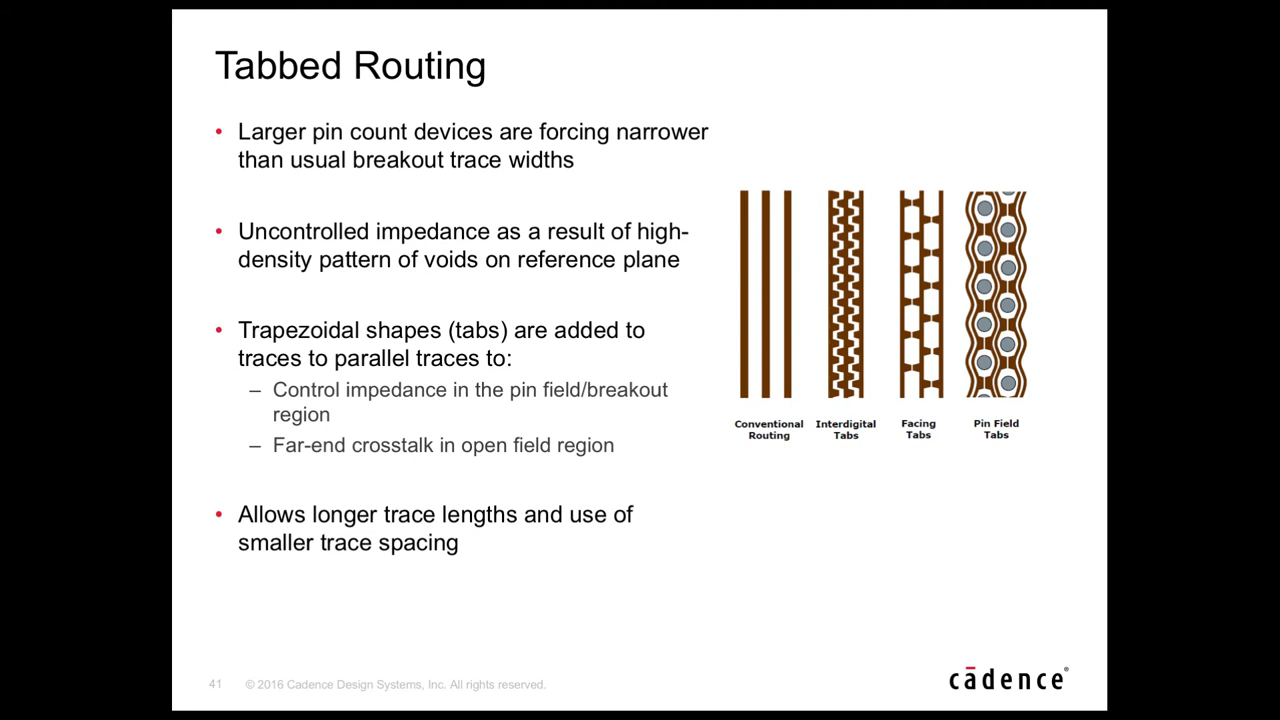 Tabbed Routing
• Larger pin count devices are forcing narrower
than usual breakout trace widths
• Uncontrolled impedance as a result of high-
density pattern of voids on reference plane
• Trapezoidal shapes (tabs) are added to
traces to parallel traces to:
– Control impedance in the pin field/breakout
region
– Far-end crosstalk in open field region
• Allows longer trace lengths and use of
smaller trace spacing
Conventional
Routing
Interdigital
Tabs
Facing
Tabs
Pin Field
Tabs
41 © 2016 Cadence Design Systems, Inc. All rights reserved.
cādence®